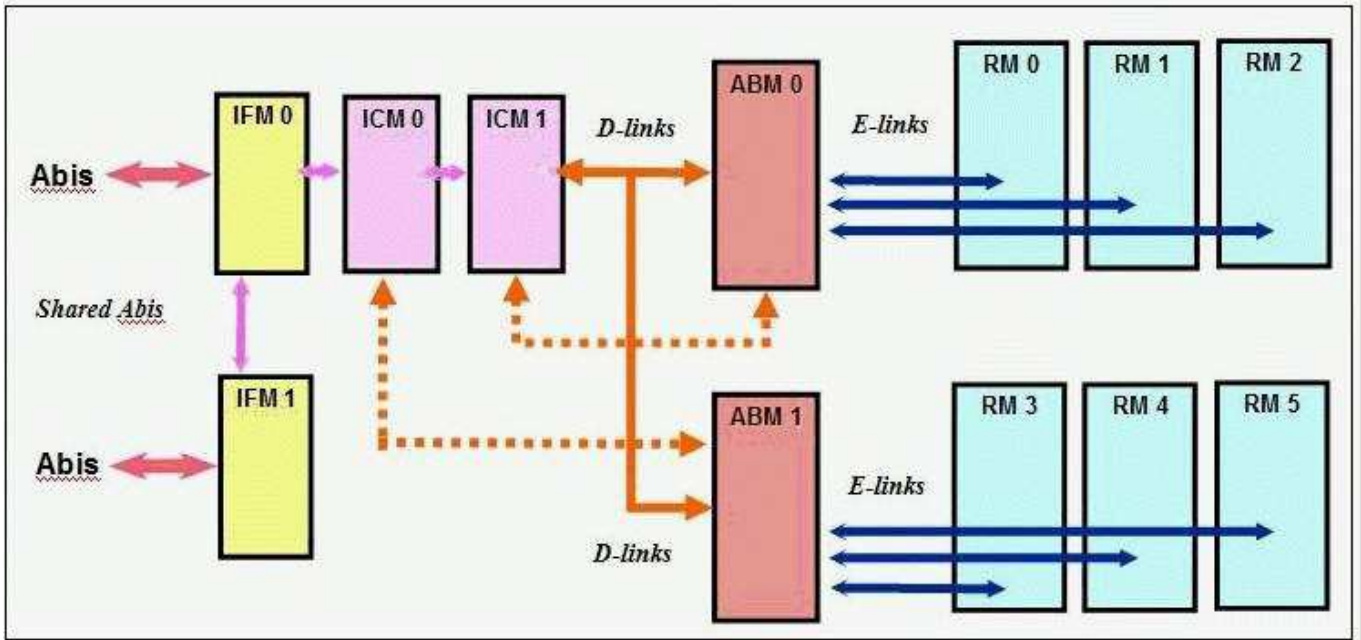 IFM 0
ICM 0
ICM 1
D-links
ABM 0
E-links
RM 0
RM 1
RM 2
Abis
Shared Abis
IFM 1
Abis
D-links
ABM 1
E-links
RM 3
RM 4
RM 5